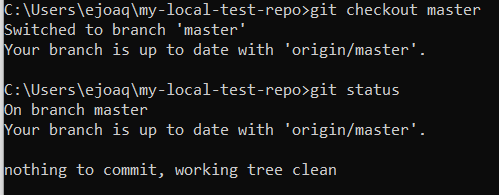 C:\Users\ejoaq\my-local-test-repo>git checkout master
Switched to branch 'master'
Your branch is up to date with 'origin/master'.
C:\Users\ejoaq\my-local-test-repo>git status
On branch master
Your branch is up to date with 'origin/master'.
nothing to commit, working tree clean